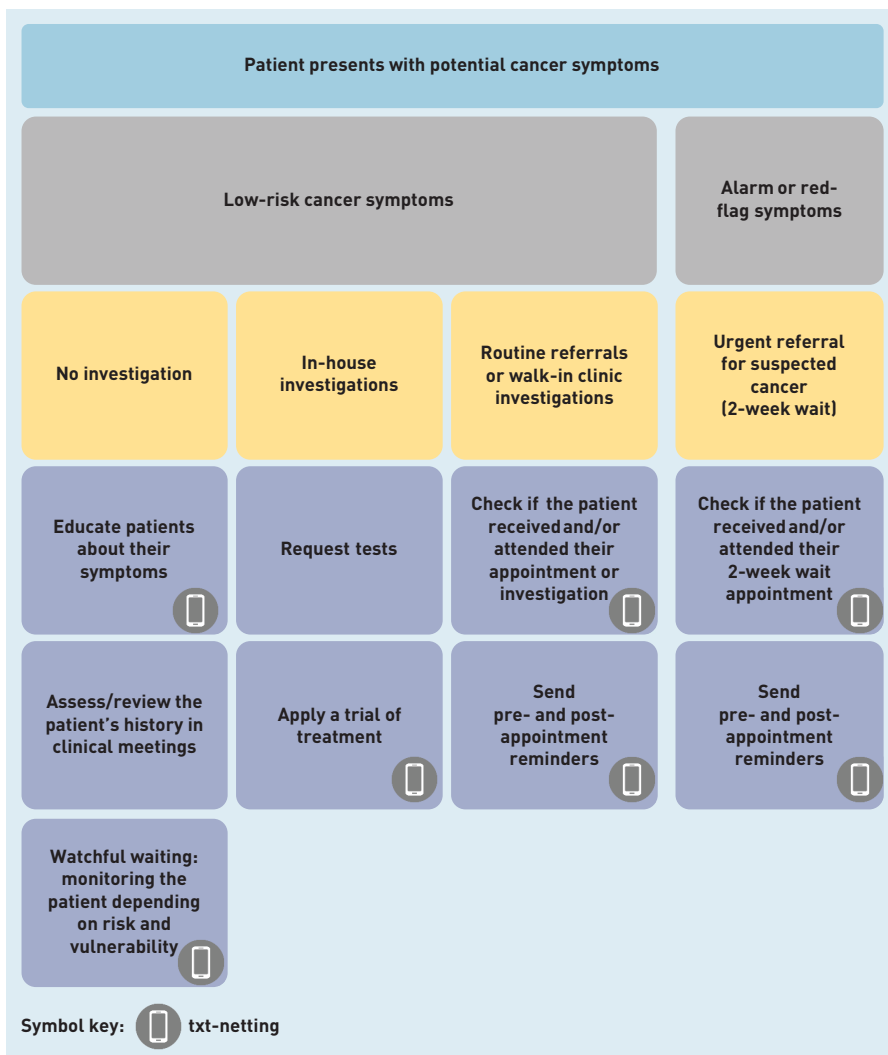 Patient presents with potential cancer symptoms
Low-risk cancer symptoms
Alarm or red-
flag symptoms
No investigation
In-house
investigations
Routine referrals
or walk-in clinic
investigations
Urgent referral
for suspected
cancer
(2-week wait)
Educate patients
about their
symptoms
Request tests
Check if the patient
received and/or
attended their
appointment or
investigation
Check if the patient
received and/or
attended their
2-week wait
appointment
Assess/review the
patient's history in
clinical meetings
Apply a trial of
treatment
Send
pre- and post-
appointment
reminders
Send
pre- and post-
appointment
reminders
Watchful waiting:
monitoring the
patient depending
on risk and
vulnerability
Symbol key: txt-netting